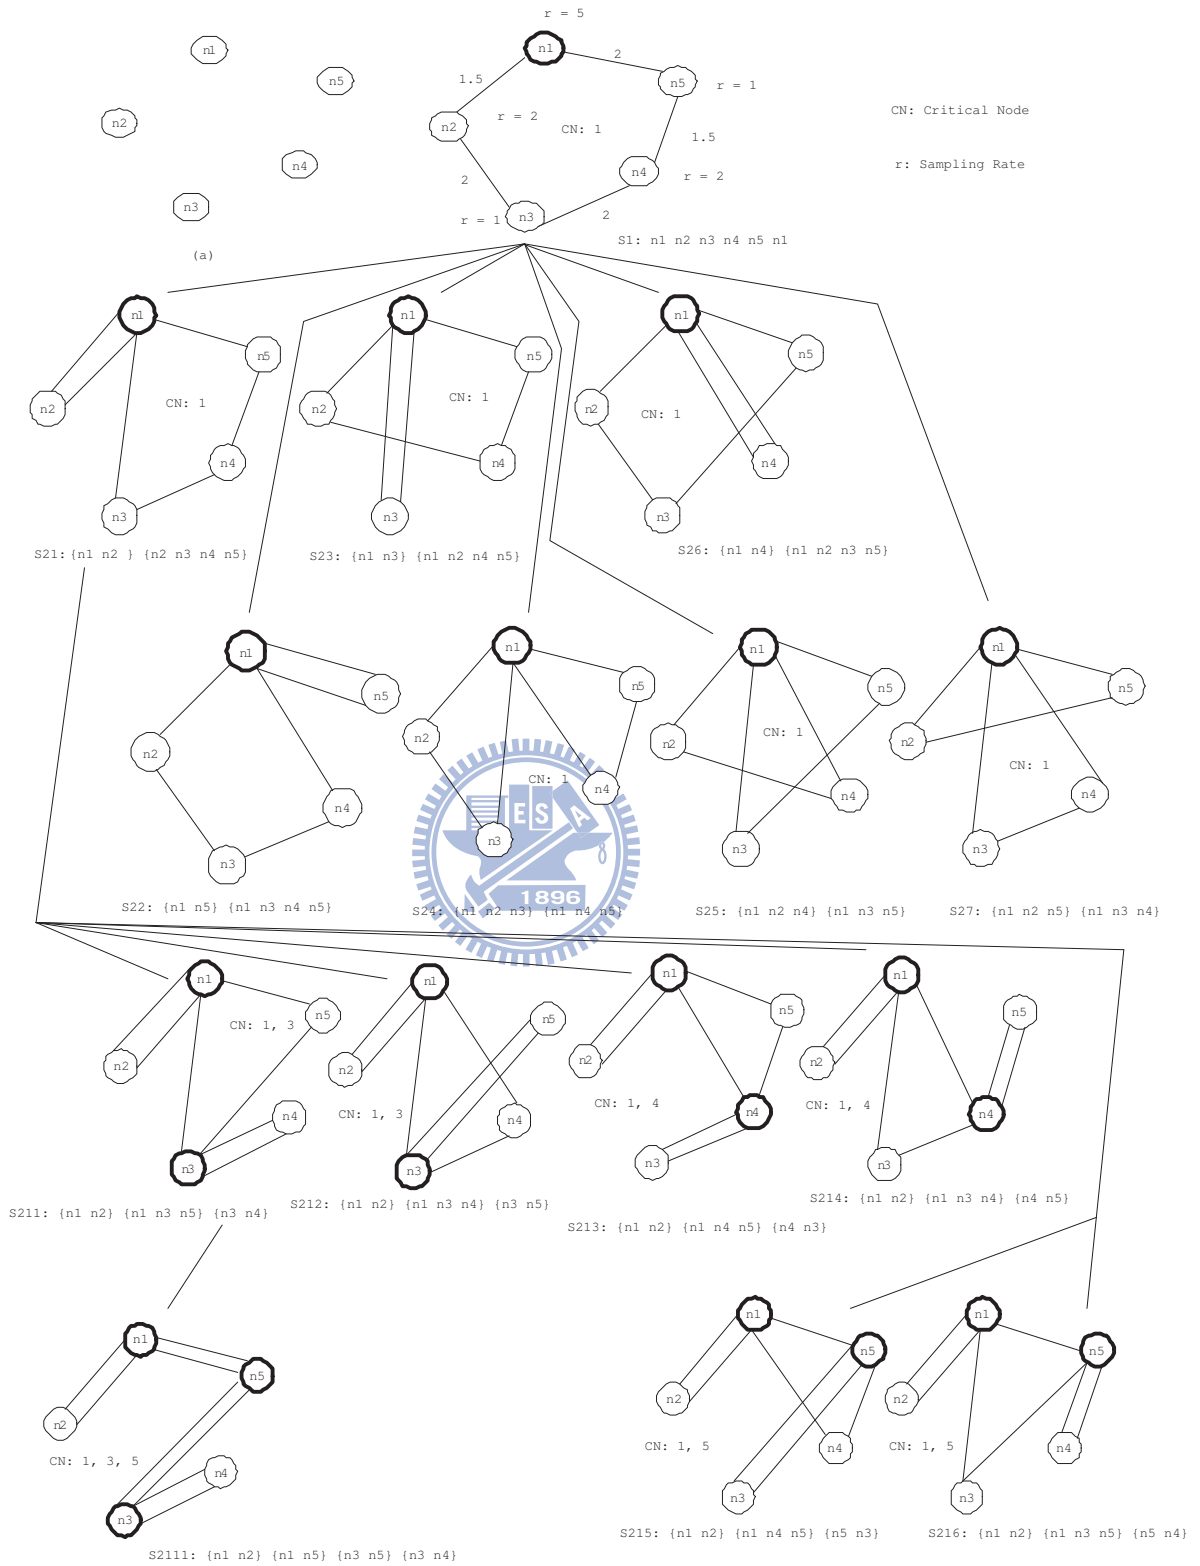 r = 5
n1
n1
2
n5
1.5
n5
r = 1
CN: Critical Node
n2
n2
r = 2
CN: 1
1.5
n4
2
n4
r = 2
r: Sampling Rate
n3
r = 1
n3
2
S1: n1 n2 n3 n4 n5 n1
(a)
n1
n5
n2
CN: 1
n4
n3
S21: {n1 n2 } {n2 n3 n4 n5}
n1
n5
n2
CN: 1
n4
n3
S23: {n1 n3} {n1 n2 n4 n5}
n1
n5
n2
CN: 1
n4
n3
S26: {n1 n4} {n1 n2 n3 n5}
n1
n5
n2
n4
n3
S22: {n1 n5} {n1 n3 n4 n5}
n1
n5
n2
CN: 1
n4
n3
E S A
8
1896
S24: {n1 n2 n3} {n1 n4 n5}
n1
n5
n2
CN: 1
n4
n3
S25: {n1 n2 n4} {n1 n3 n5}
n1
n5
n2
CN: 1
n4
n3
S27: {n1 n2 n5} {n1 n3 n4}
n1
n5
CN: 1, 3
n2
n4
n3
S211: {n1 n2} {n1 n3 n5} {n3 n4}
n1
n5
n2
CN: 1, 3
n4
n3
S212: {n1 n2} {n1 n3 n4} {n3 n5}
n1
n5
n2
CN: 1, 4
n4
n3
S213: {n1 n2} {n1 n4 n5} {n4 n3}
n1
n5
n2
CN: 1, 4
n4
n3
S214: {n1 n2} {n1 n3 n4} {n4 n5}
n1
n5
n2
CN: 1, 3, 5
n4
n3
S2111: {n1 n2} {n1 n5} {n3 n5} {n3 n4}
n1
n5
n2
CN: 1, 5
n4
n3
S215: {n1 n2} {n1 n4 n5} {n5 n3}
n1
n5
n2
CN: 1, 5
n4
n3
S216: {n1 n2} {n1 n3 n5} {n5 n4}